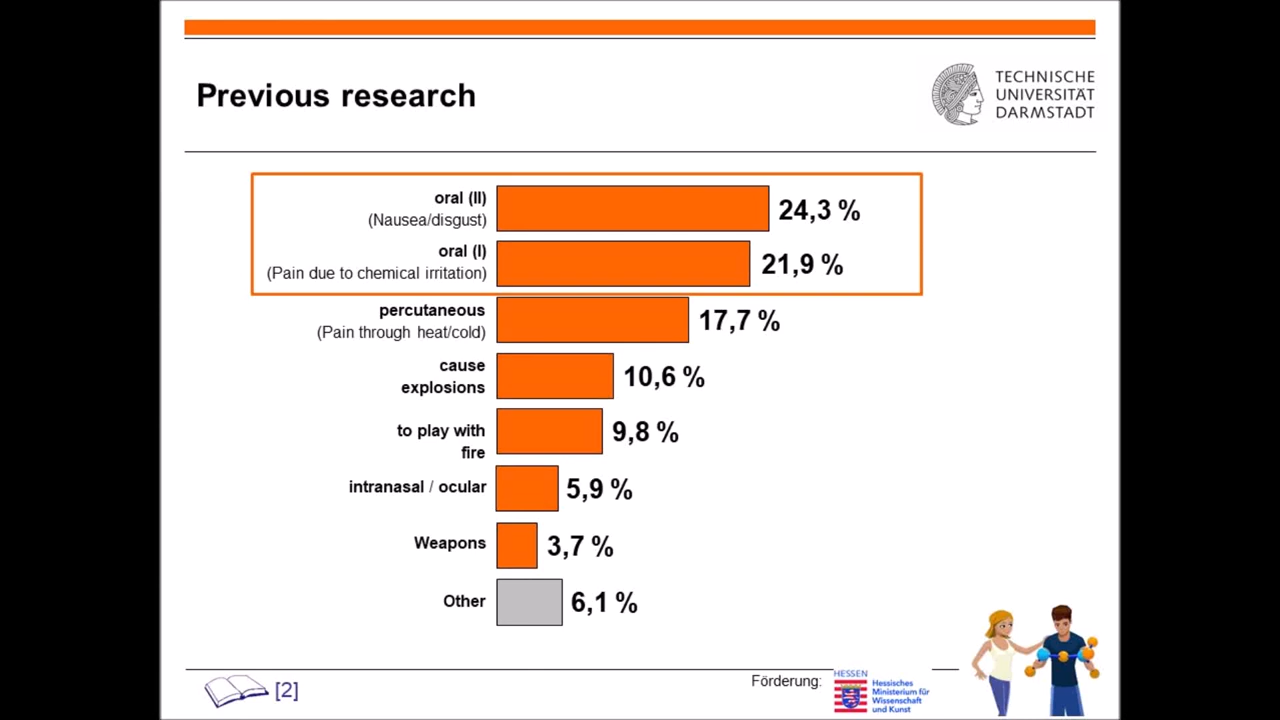 Previous research
TECHNISCHE
UNIVERSITÄT
DARMSTADT
oral (II)
(Nausea/disgust)
24,3 %
oral (I)
(Pain due to chemical irritation)
21,9 %
percutaneous
(Pain through heat/cold)
17,7 %
cause
explosions
10,6 %
to play with
fire
9,8 %
intranasal / ocular
5,9 %
Weapons
3,7 %
Other
6,1 %
[2]
Förderung:
HESSEN
Hessisches
Ministerium für
Wissenschaft
und Kunst